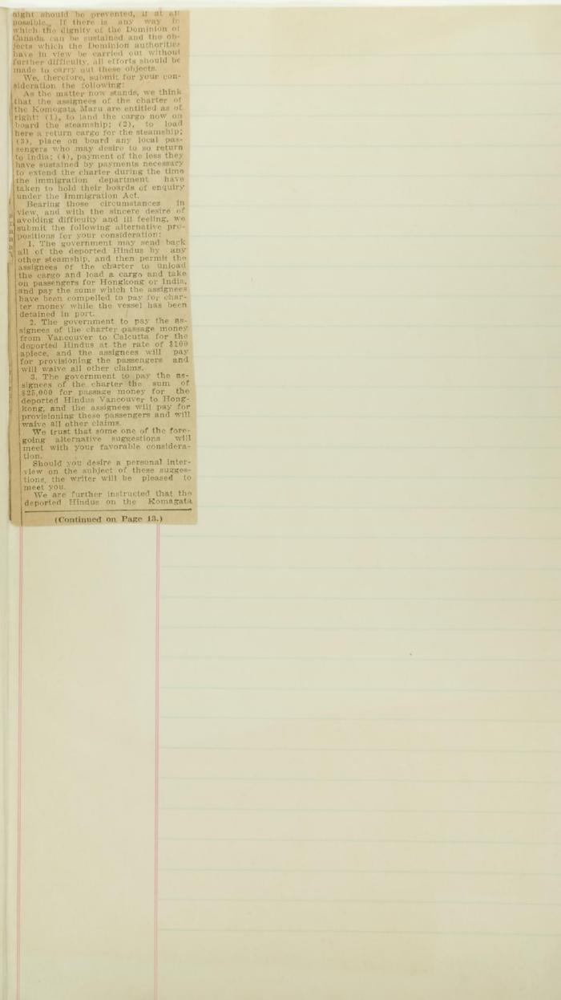 night should be prevented, if at all
possible. If there is any way in
which the dignity of the Dominion of
Canada can be sustained and the ob-
jects which the Dominion authorities
have in view be carried out without
further difficulty, all efforts should be
made to carry out these objects.
We, therefore, submit for your con-
sideration the following:
As the matter now stands, we think
that the assignees of the charter of
the Komogata Maru are entitled as of
right: (1), to land the cargo now on
board the steamship; (2), to load
here a return cargo for the steamship;
(3), place on board any local pas-
sengers who may desire to so return
to India; (4), payment of the loss they
have sustained by payments necessary
to extend the charter during the time
the immigration department have
taken to hold their boards of enquiry
under the Immigration Act.
Bearing those circumstances in
view, and with the sincere desire of
avoiding difficulty and ill feeling, we
submit the following alternative pro-
positions for your consideration:
1. The government may send back
all of the deported Hindus by any
other steamship, and then permit the
assignees of the charter to unload
the cargo and load a cargo and take
on passengers for Hongkong or India,
and pay the sums which the assignees
have been compelled to pay for char-
ter money while the vessel has been
detained in port.
2. The government to pay the as-
signees of the charter passage money
from Vancouver to Calcutta for the
deported Hindus at the rate of $100
apiece, and the assignees will pay
for provisioning the passengers and
will waive all other claims.
3. The government to pay the as-
signees of the charter the sum of
$25,000 for passage money for the
deported Hindus Vancouver to Hong-
kong, and the assignees will pay for
provisioning these passengers and will
waive all other claims.
We trust that some one of the fore-
going alternative suggestions will
meet with your favorable considera-
tion.
Should you desire a personal inter-
view on the subject of these sugges-
tions, the writer will be pleased to
meet you.
We are further instructed that the
deported Hindus on the Komagata
(Continued on Page 13.)